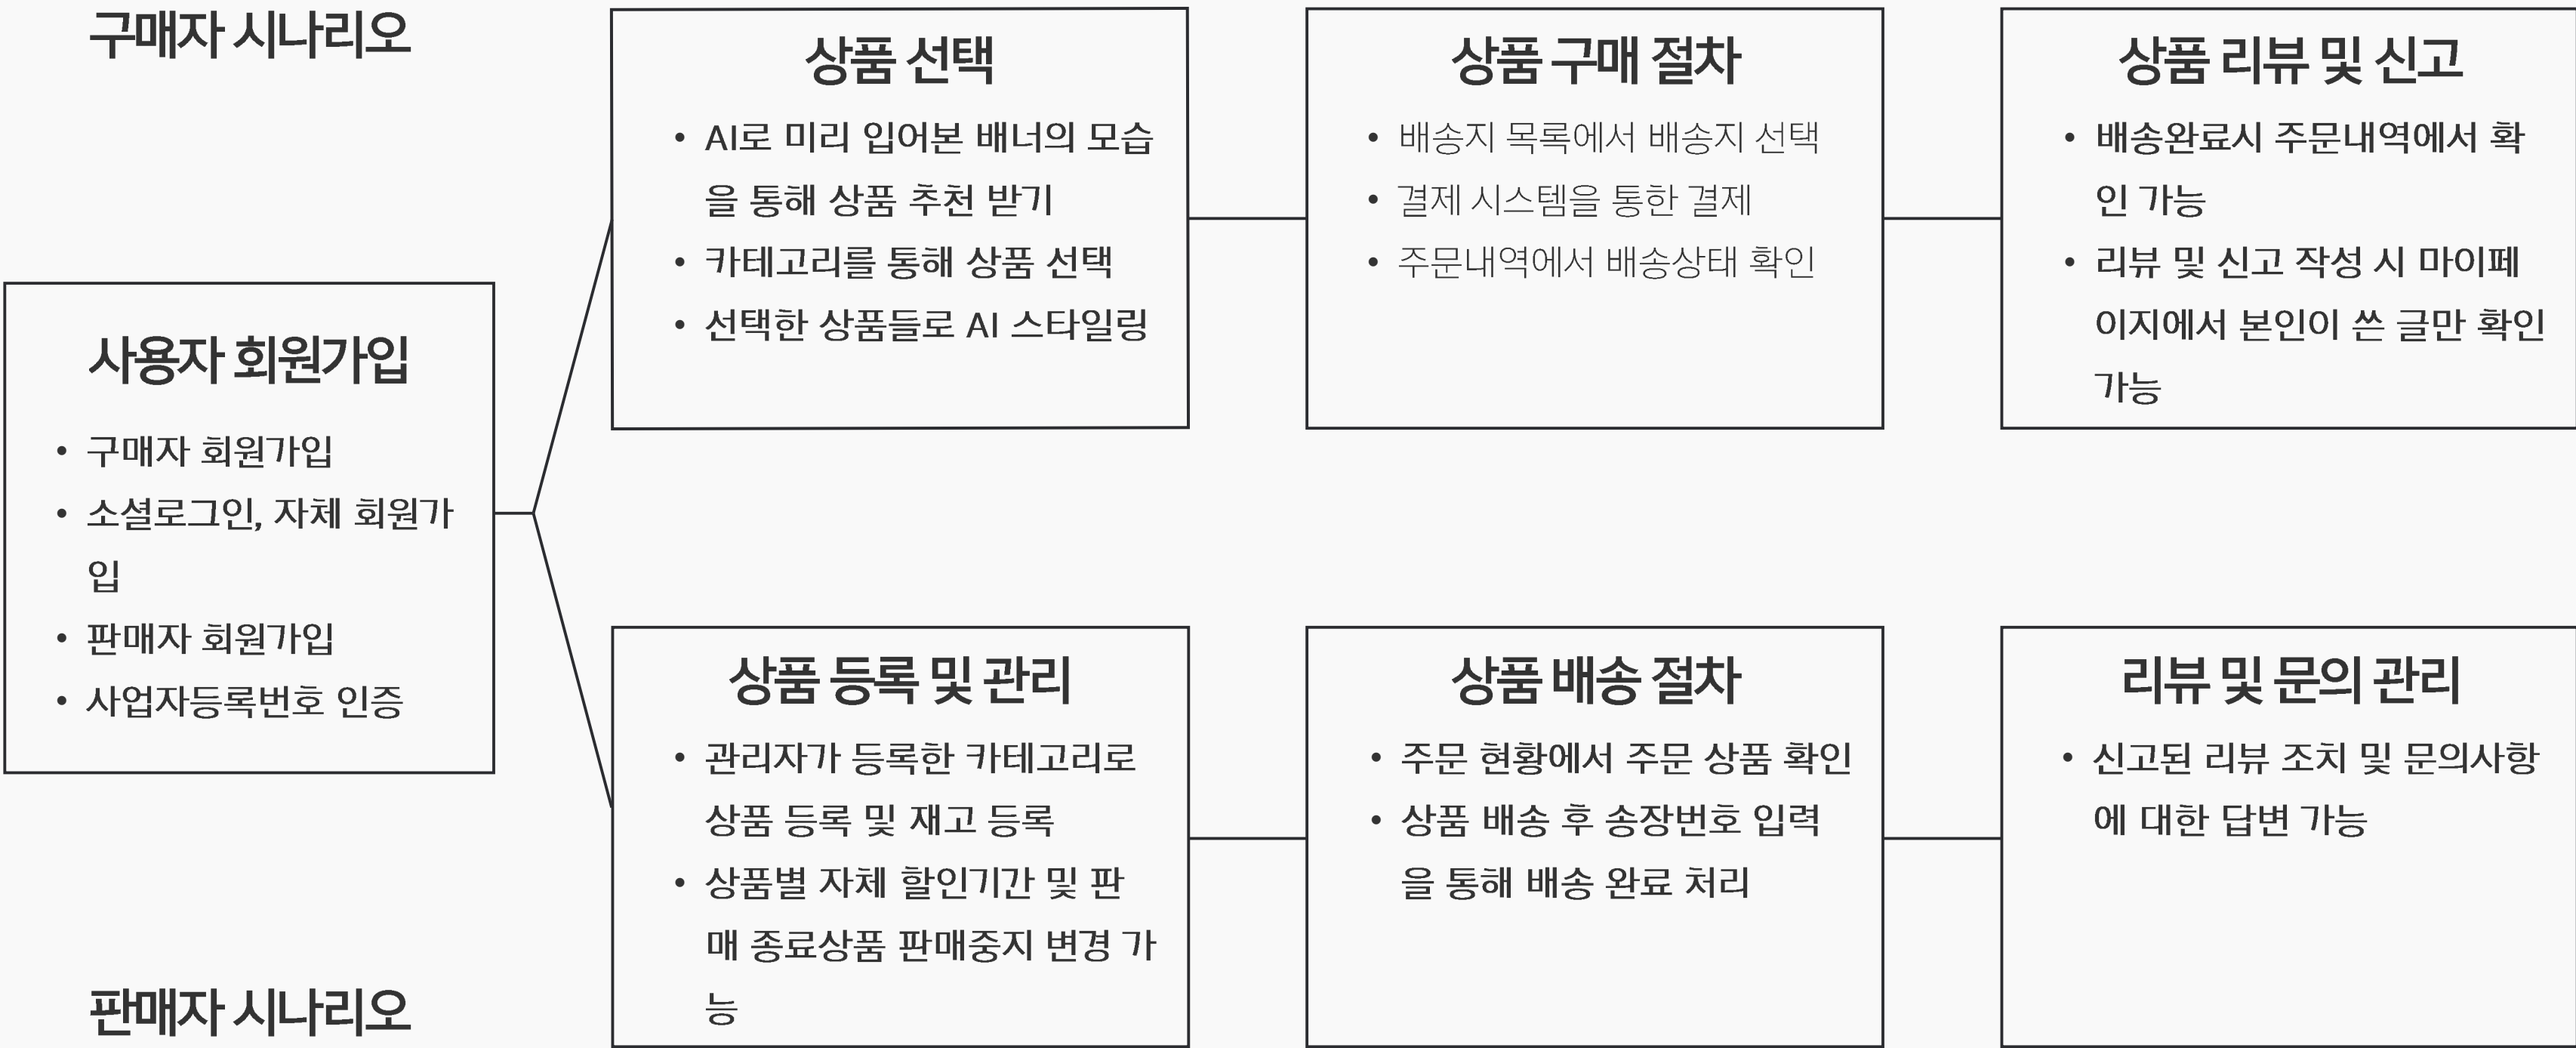 구매자 시나리오
사용자 회원가입
• 구매자 회원가입
• 소셜로그인, 자체 회원가
입
• 판매자 회원가입
• 사업자등록번호 인증
상품 선택
• AI로 미리 입어본 배너의 모습
을 통해 상품 추천 받기
• 카테고리를 통해 상품 선택
• 선택한 상품들로 AI 스타일링
상품 구매 절차
• 배송지 목록에서 배송지 선택
• 결제 시스템을 통한 결제
• 주문내역에서 배송상태 확인
상품 리뷰 및 신고
• 배송완료시 주문내역에서 확
인 가능
• 리뷰 및 신고 작성 시 마이페
이지에서 본인이 쓴 글만 확인
가능
판매자 시나리오
상품 등록 및 관리
• 관리자가 등록한 카테고리로
상품 등록 및 재고 등록
• 상품별 자체 할인기간 및 판
매 종료상품 판매중지 변경 가
능
상품 배송 절차
• 주문 현황에서 주문 상품 확인
• 상품 배송 후 송장번호 입력
을 통해 배송 완료 처리
리뷰 및 문의 관리
• 신고된 리뷰 조치 및 문의사항
에 대한 답변 가능